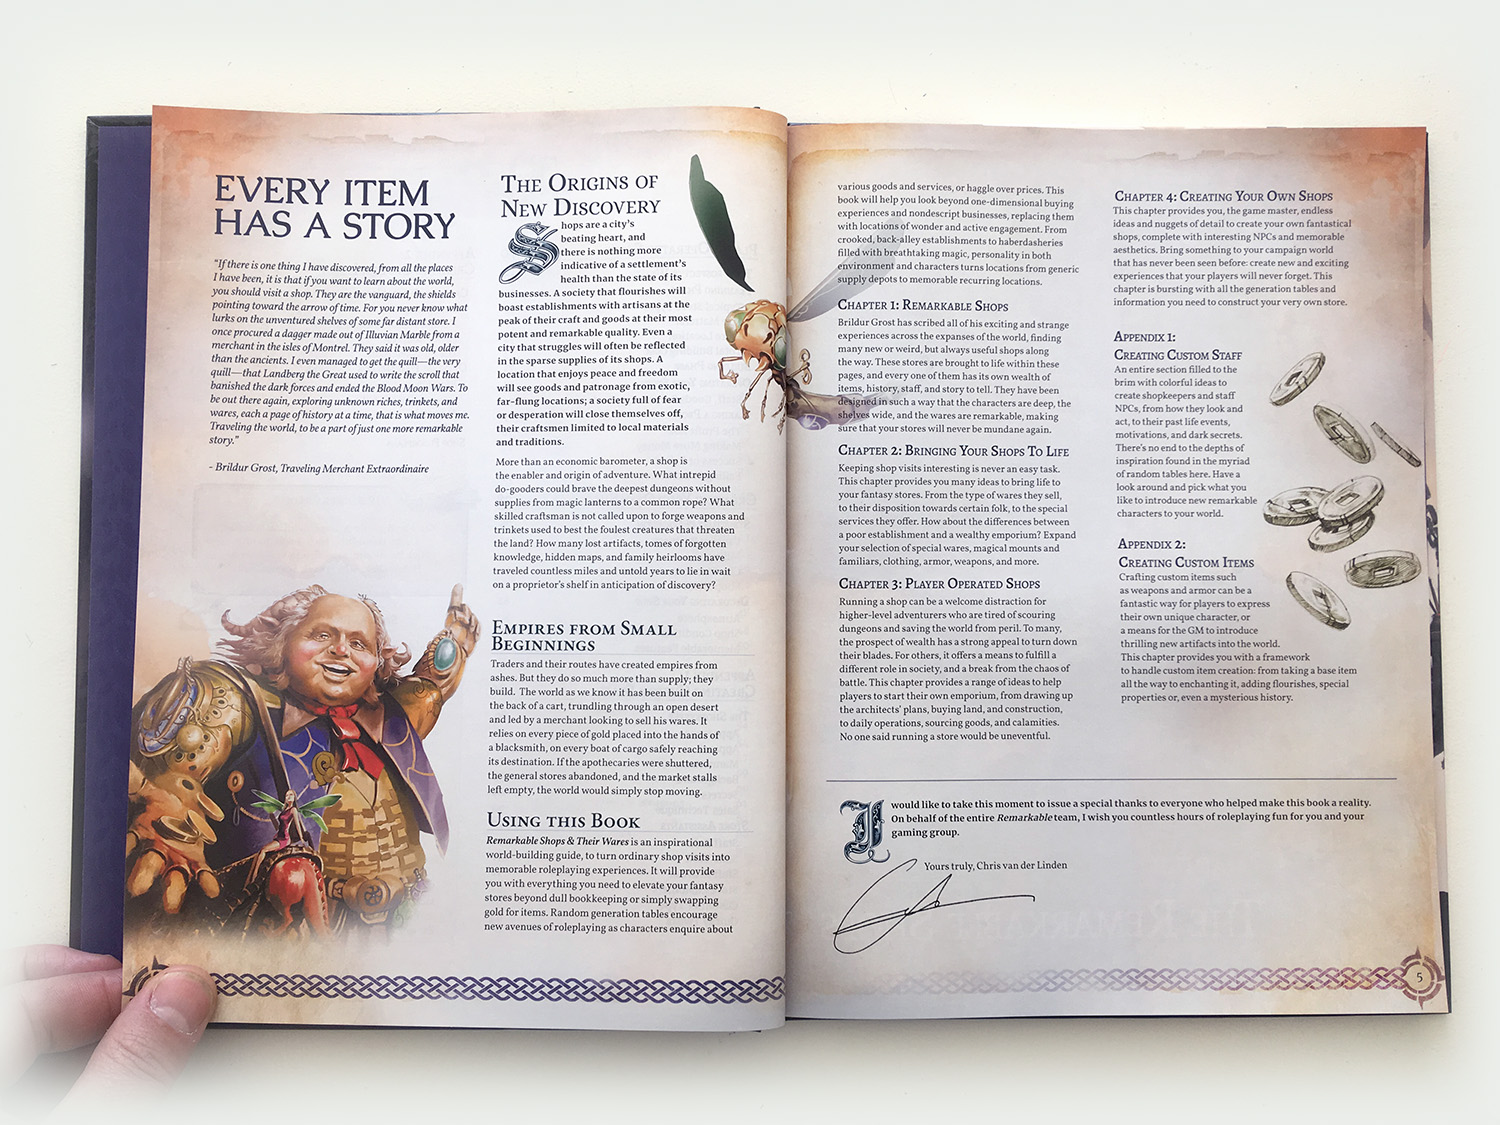 EVERY ITEM
HAS A STORY
"If there is one thing I have discovered, from all the places
I have been, it is that if you want to learn about the world,
you should visit a shop. They are the vanguard, the shields
pointing toward the arrow of time. For you never know what
lurks on the unventured shelves of some far distant store. I
once procured a dagger made out of Illuvian Marble from a
merchant in the isles of Montrel. They said it was old, older
than the ancients. I even managed to get the quill—the very
quill—that Landberg the Great used to write the scroll that
banished the dark forces and ended the Blood Moon Wars. To
be out there again, exploring unknown riches, trinkets, and
wares, each a page of history at a time, that is what moves me.
Traveling the world, to be a part of just one more remarkable
story."
- Brildur Grost, Traveling Merchant Extraordinaire
The Origins of
New Discovery
Shops are a city's
beating heart, and
there is nothing more
indicative of a settlement's
health than the state of its
businesses. A society that flourishes will
boast establishments with artisans at the
peak of their craft and goods at their most
potent and remarkable quality. Even a
city that struggles will often be reflected
in the sparse supplies of its shops. A
location that enjoys peace and freedom
will see goods and patronage from exotic,
far-flung locations; a society full of fear
or desperation will close themselves off,
their craftsmen limited to local materials
and traditions.
More than an economic barometer, a shop is
the enabler and origin of adventure. What intrepid
do-gooders could brave the deepest dungeons without
supplies from magic lanterns to a common rope? What
skilled craftsman is not called upon to forge weapons and
trinkets used to best the foulest creatures that threaten
the land? How many lost artifacts, tomes of forgotten
knowledge, hidden maps, and family heirlooms have
traveled countless miles and untold years to lie in wait
on a proprietor's shelf in anticipation of discovery?
Empires from Small
Beginnings
Traders and their routes have created empires from
ashes. But they do so much more than supply; they
build. The world as we know it has been built on
the back of a cart, trundling through an open desert
and led by a merchant looking to sell his wares. It
relies on every piece of gold placed into the hands of
a blacksmith, on every boat of cargo safely reaching
its destination. If the apothecaries were shuttered,
the general stores abandoned, and the market stalls
left empty, the world would simply stop moving.
Using this Book
Remarkable Shops & Their Wares is an inspirational
world-building guide, to turn ordinary shop visits into
memorable roleplaying experiences. It will provide
you with everything you need to elevate your fantasy
stores beyond dull bookkeeping or simply swapping
gold for items. Random generation tables encourage
new avenues of roleplaying as characters enquire about
various goods and services, or haggle over prices. This
book will help you look beyond one-dimensional buying
experiences and nondescript businesses, replacing them
with locations of wonder and active engagement. From
crooked, back-alley establishments to haberdasheries
filled with breathtaking magic, personality in both
environment and characters turns locations from generic
supply depots to memorable recurring locations.
Chapter 1: Remarkable Shops
Brildur Grost has scribed all of his exciting and strange
experiences across the expanses of the world, finding
many new or weird, but always useful shops along
the way. These stores are brought to life within these
pages, and every one of them has its own wealth of
items, history, staff, and story to tell. They have been
designed in such a way that the characters are deep, the
shelves wide, and the wares are remarkable, making
sure that your stores will never be mundane again.
Chapter 2: Bringing Your Shops To Life
Keeping shop visits interesting is never an easy task.
This chapter provides you many ideas to bring life to
your fantasy stores. From the type of wares they sell,
to their disposition towards certain folk, to the special
services they offer. How about the differences between
a poor establishment and a wealthy emporium? Expand
your selection of special wares, magical mounts and
familiars, clothing, armor, weapons, and more.
Chapter 3: Player Operated Shops
Running a shop can be a welcome distraction for
higher-level adventurers who are tired of scouring
dungeons and saving the world from peril. To many,
the prospect of wealth has a strong appeal to turn down
their blades. For others, it offers a means to fulfill a
different role in society, and a break from the chaos of
battle. This chapter provides a range of ideas to help
players to start their own emporium, from drawing up
the architects' plans, buying land, and construction,
to daily operations, sourcing goods, and calamities.
No one said running a store would be uneventful.
Chapter 4: Creating Your Own Shops
This chapter provides you, the game master, endless
ideas and nuggets of detail to create your own fantastical
shops, complete with interesting NPCs and memorable
aesthetics. Bring something to your campaign world
that has never been seen before: create new and exciting
experiences that your players will never forget. This
chapter is bursting with all the generation tables and
information you need to construct your very own store.
Appendix 1:
Creating Custom Staff
An entire section filled to the
brim with colorful ideas to
create shopkeepers and staff
NPCs, from how they look and
act, to their past life events,
motivations, and dark secrets.
There's no end to the depths of
inspiration found in the myriad
of random tables here. Have a
look around and pick what you
like to introduce new remarkable
characters to your world.
Appendix 2:
Creating Custom Items
Crafting custom items such
as weapons and armor can be a
fantastic way for players to express
their own unique character, or
a means for the GM to introduce
thrilling new artifacts into the world.
This chapter provides you with a framework
to handle custom item creation: from taking a base item
all the way to enchanting it, adding flourishes, special
properties or, even a mysterious history.
I would like to take this moment to issue a special thanks to everyone who helped make this book a reality.
On behalf of the entire Remarkable team, I wish you countless hours of roleplaying fun for you and your
gaming group.
Yours truly, Chris van der Linden
5